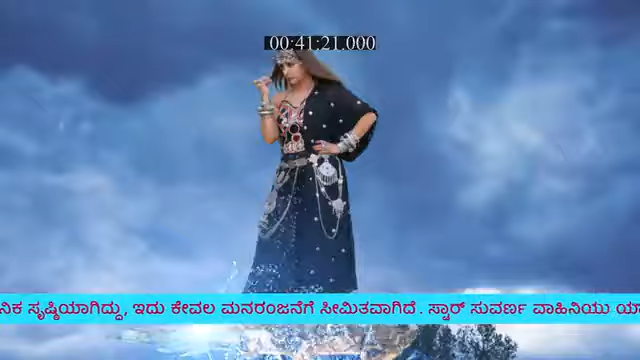 00:41:21.000
ನಿಕ ಸೃಷ್ಠಿಯಾಗಿದ್ದು, ಇದು ಕೇವಲ ಮನರಂಜನೆಗೆ ಸೀಮಿತವಾಗಿದೆ. ಸ್ಟಾರ್ ಸುವರ್ಣ ವಾಹಿನಿಯು ಯಾ